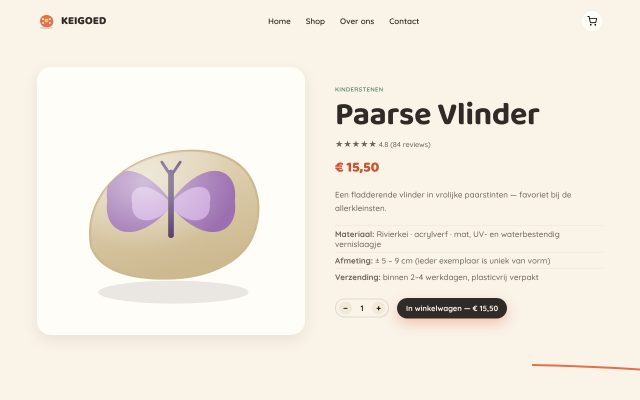 KEIGOED
Home Shop Over ons Contact
KINDERSTENEN
Paarse Vlinder
★★★★★ 4.8 (84 reviews)
€ 15,50
Een fladderende vlinder in vrolijke paarstinten — favoriet bij de
allerkleinsten.
Materiaal: Rivierkei · acrylverf · mat, UV- en waterbestendig
vernislaagje
Afmeting: ± 5 – 9 cm (ieder exemplaar is uniek van vorm)
Verzending: binnen 2–4 werkdagen, plasticvrij verpakt
− 1 + In winkelwagen — € 15,50